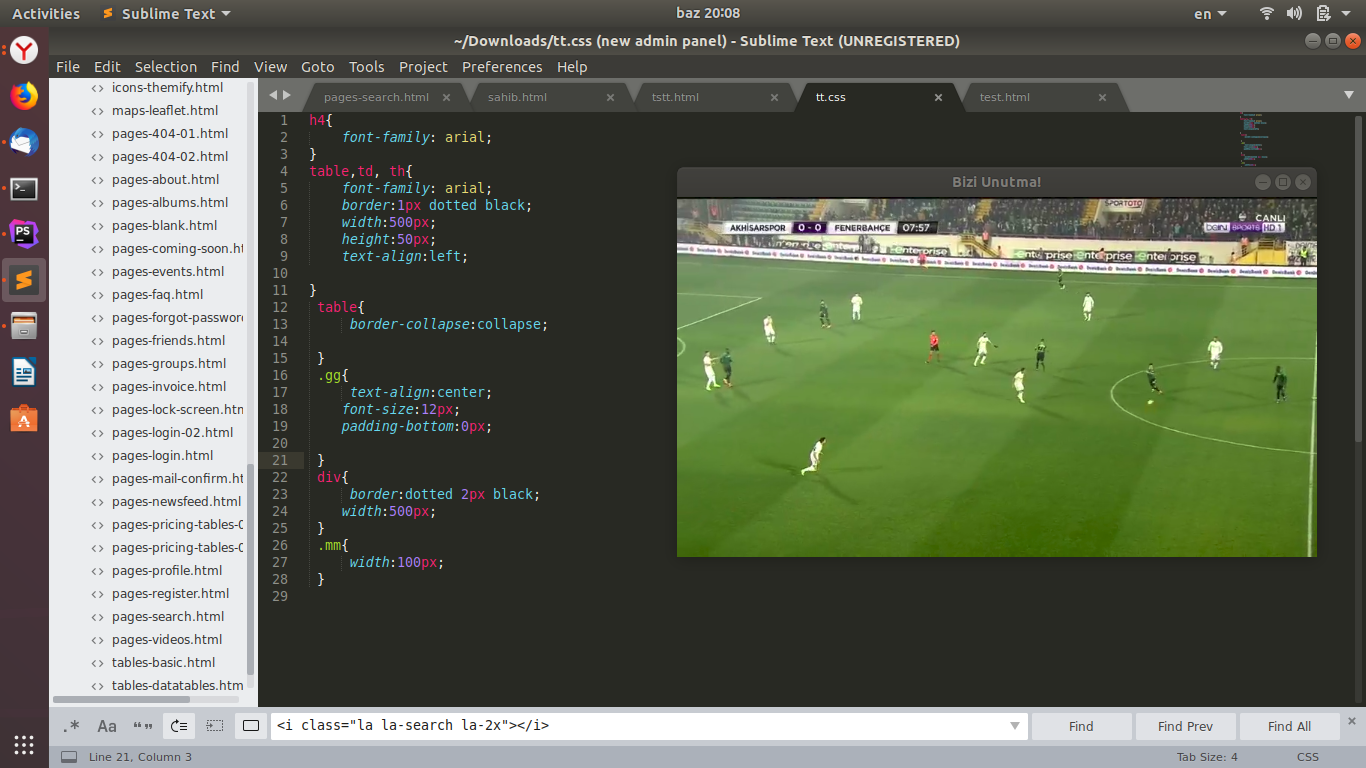 Activities
Sublime Text
baz 20:08
en
~/Downloads/tt.css (new admin panel) - Sublime Text (UNREGISTERED)
File Edit Selection Find View Goto Tools Project Preferences Help
icons-themify.html
maps-leaflet.html
pages-404-01.html
pages-404-02.html
pages-about.html
pages-albums.html
pages-blank.html
pages-coming-soon.ht
pages-events.html
pages-faq.html
pages-forgot-password
pages-friends.html
pages-groups.html
pages-invoice.html
pages-lock-screen.htm
pages-login-02.html
pages-login.html
pages-mail-confirm.ht
pages-newsfeed.html
pages-pricing-tables-0
pages-pricing-tables-0
pages-profile.html
pages-register.html
pages-search.html
pages-videos.html
tables-basic.html
tables-datatables.htm
pages-search.html
sahib.html
tstt.html
tt.css
test.html
1 h4{
2 font-family: arial;
3 }
4 table,td, th{
5 font-family: arial;
6 border:1px dotted black;
7 width:500px;
8 height:50px;
9 text-align:left;
10
11 }
12 table{
13 border-collapse:collapse;
14
15 }
16 .gg{
17 text-align:center;
18 font-size:12px;
19 padding-bottom:0px;
20
21 }
22 div{
23 border:dotted 2px black;
24 width:500px;
25 }
26 .mm{
27 width:100px;
28 }
29
Bizi Unutma!
SPORTOTO
AKHİSARSPOR 0 - 0 FENERBAHÇE 07:57
CANLI
beIN SPORTS HD 1
enterprise
enterprise
enterprise
DenizBank
.* Aa
<i class="la la-search la-2x"></i>
Find
Find Prev
Find All
Line 21, Column 3
Tab Size: 4
CSS
PS